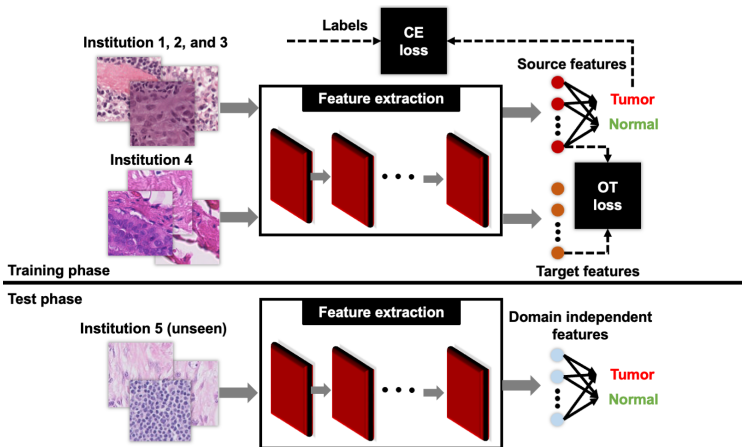 Labels
CE
loss
Institution 1, 2, and 3
Source features
Feature extraction
Tumor
Normal
Institution 4
OT
loss
Training phase
Target features
Test phase
Institution 5 (unseen)
Feature extraction
Domain independent
features
Tumor
Normal